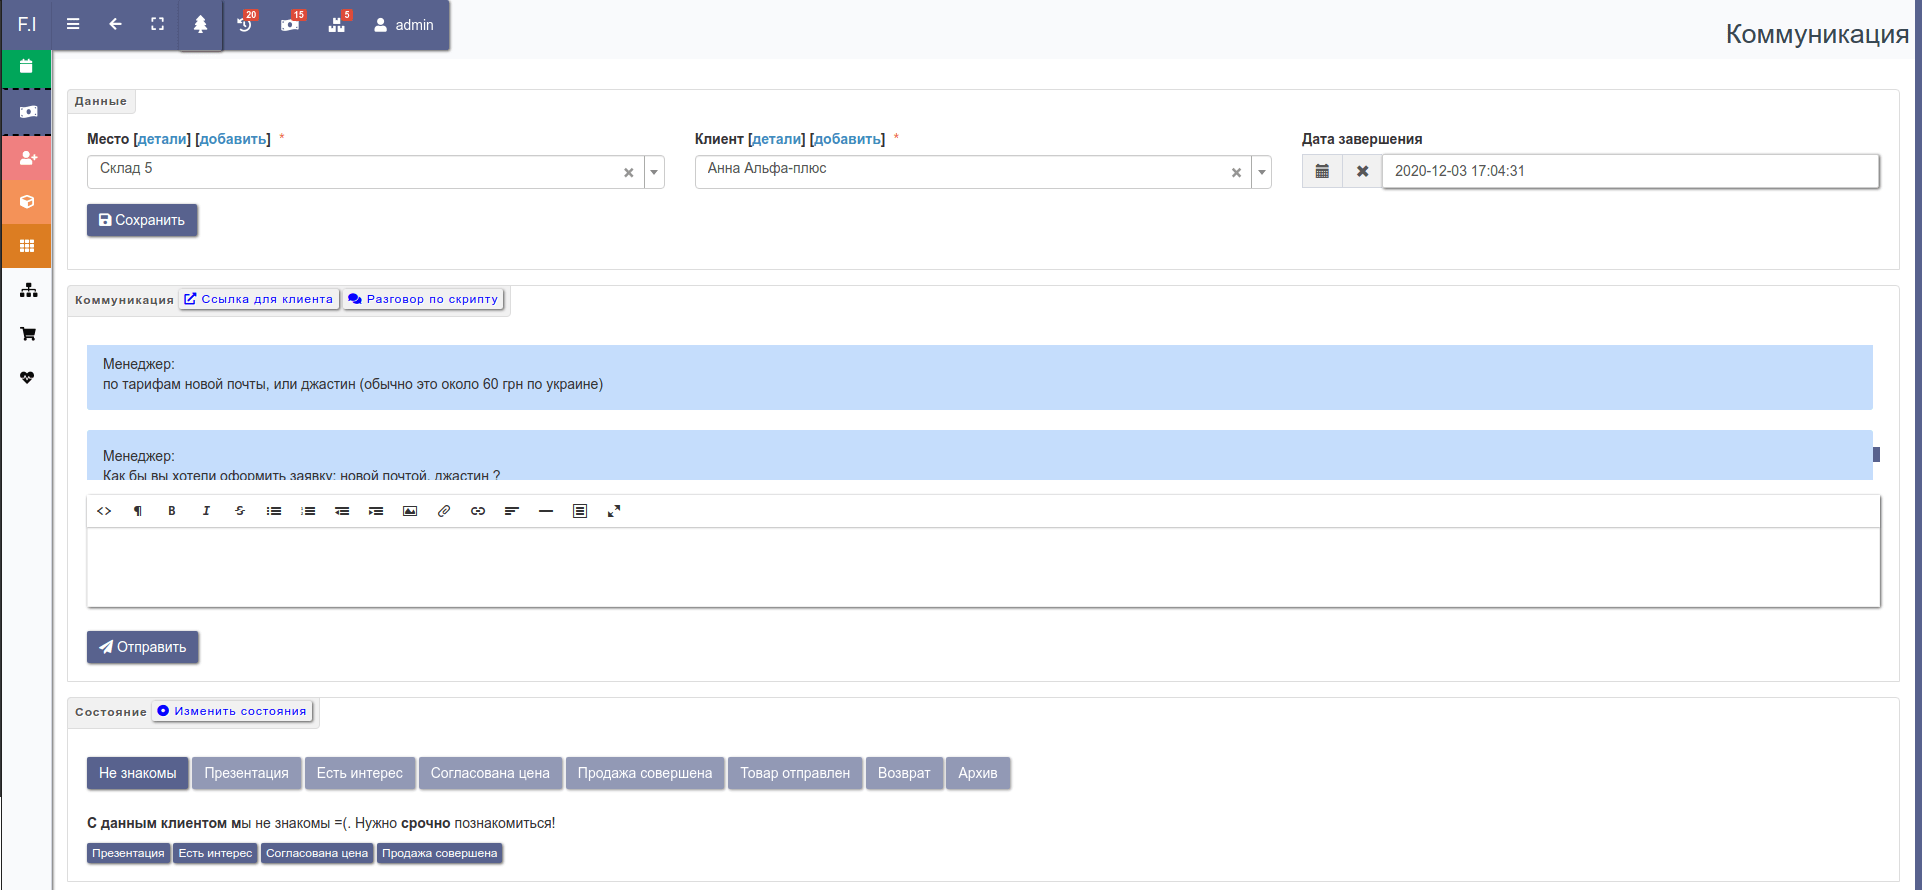 F.I
20
15
5
admin
Коммуникация
Данные
Место [детали] [добавить] *
Клиент [детали] [добавить] *
Дата завершения
Склад 5
Анна Альфа-плюс
2020-12-03 17:04:31
Сохранить
Коммуникация
Ссылка для клиента
Разговор по скрипту
Менеджер:
по тарифам новой почты, или джастин (обычно это около 60 грн по украине)
Менеджер:
Как бы вы хотели оформить заявку: новой почтой, джастин ?
Отправить
Состояние
Изменить состояния
Не знакомы
Презентация
Есть интерес
Согласована цена
Продажа совершена
Товар отправлен
Возврат
Архив
С данным клиентом мы не знакомы =(. Нужно срочно познакомиться!
Презентация
Есть интерес
Согласована цена
Продажа совершена